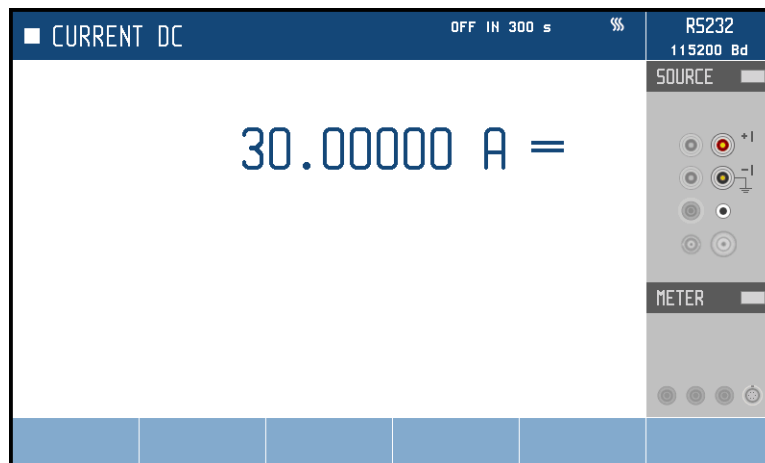 CURRENT DC
OFF IN 300 s
RS232
115200 Bd
SOURCE
30.00000 A
+I
-I
METER